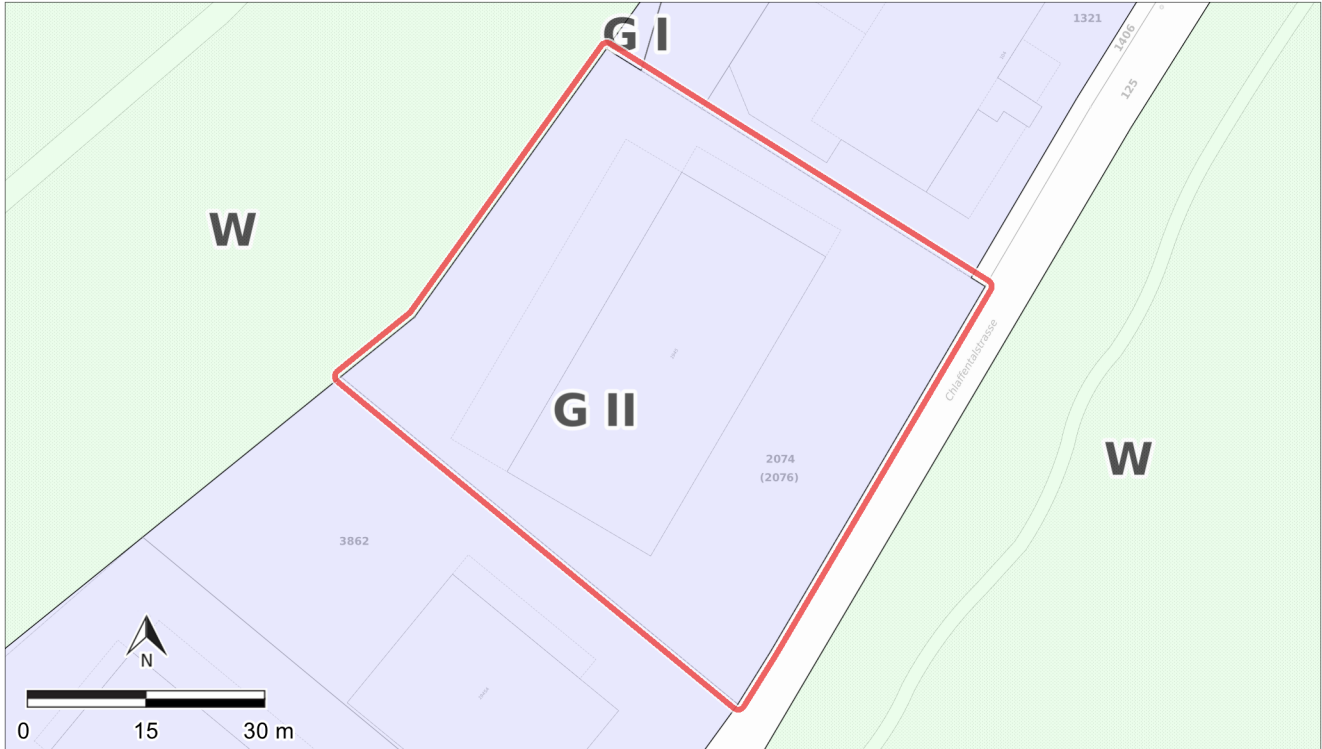 G I
1321
1406
125
W
Chlaffentalstrasse
G II
2074
(2076)
W
3862
N
0 15 30 m